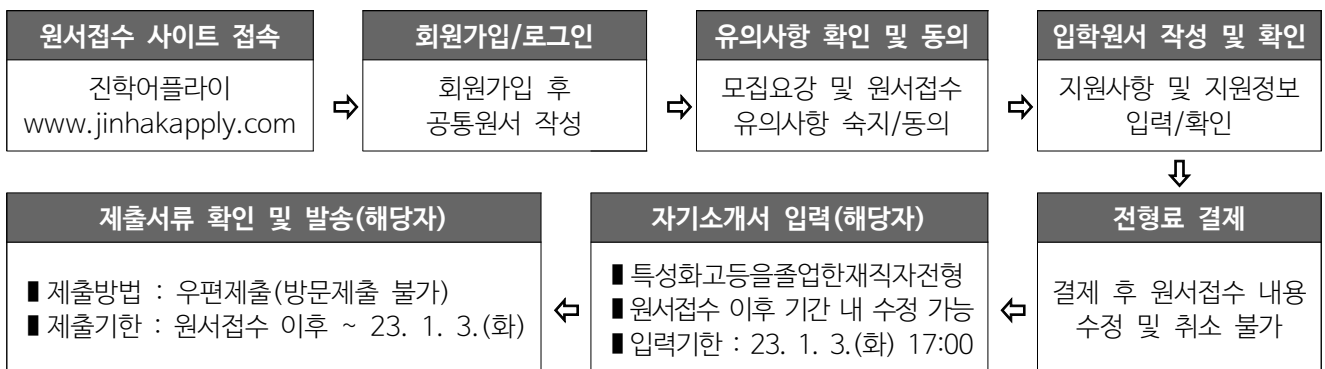 원서접수 사이트 접속
진학어플라이
www.jinhakapply.com
회원가입/로그인
회원가입 후
공통원서 작성
유의사항 확인 및 동의
모집요강 및 원서접수
유의사항 숙지/동의
입학원서 작성 및 확인
지원사항 및 지원정보
입력/확인
전형료 결제
결제 후 원서접수 내용
수정 및 취소 불가
자기소개서 입력(해당자)
▮특성화고등을졸업한재직자전형
▮원서접수 이후 기간 내 수정 가능
▮입력기한 : 23. 1. 3.(화) 17:00
제출서류 확인 및 발송(해당자)
▮제출방법 : 우편제출(방문제출 불가)
▮제출기한 : 원서접수 이후 ~ 23. 1. 3.(화)